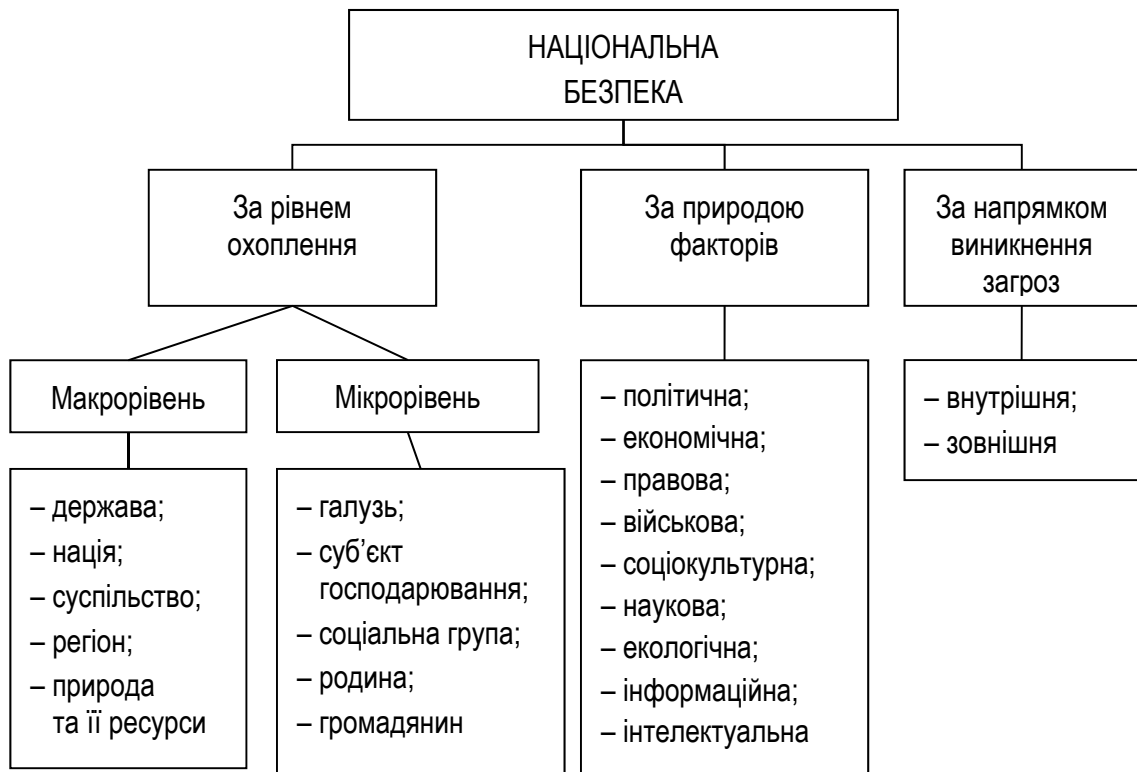 НАЦІОНАЛЬНА
БЕЗПЕКА
За рівнем
охоплення
За природою
факторів
За напрямком
виникнення
загроз
Макрорівень
Мікрорівень
– держава;
– нація;
– суспільство;
– регіон;
– природа
та її ресурси
– галузь;
– суб’єкт
господарювання;
– соціальна група;
– родина;
– громадянин
– політична;
– економічна;
– правова;
– військова;
– соціокультурна;
– наукова;
– екологічна;
– інформаційна;
– інтелектуальна
– внутрішня;
– зовнішня